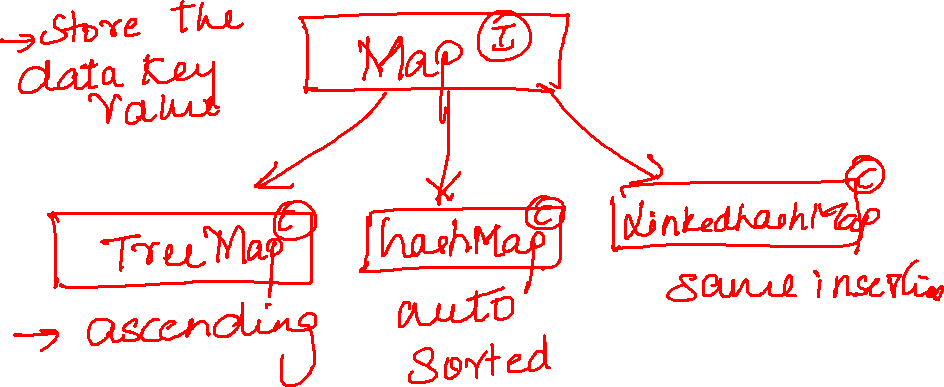 → Store the
data key
value
Map I
TreeMap C
hashMap C
LinkedhashMap C
→ ascending
auto
sorted
same insertion